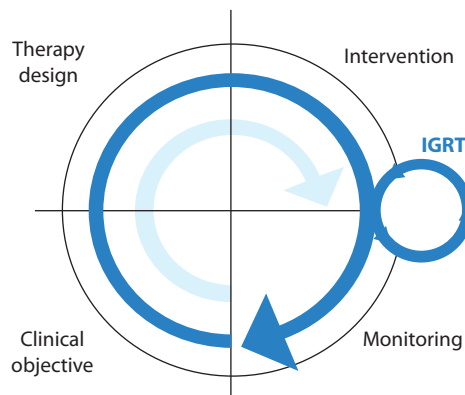 Therapy
design
Intervention
IGRT
Clinical
objective
Monitoring